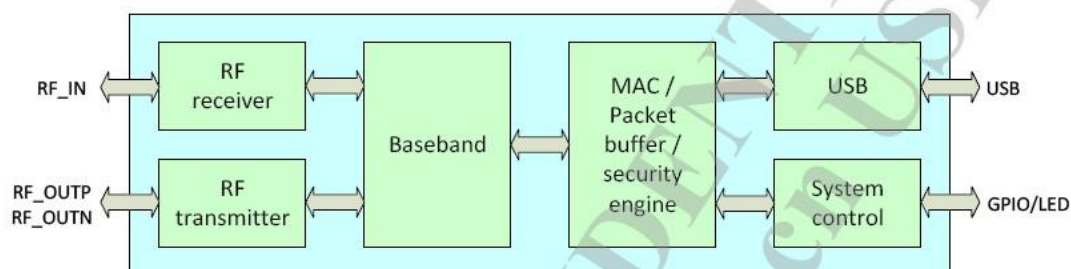 RF_IN
RF
receiver
RF_OUTP
RF_OUTN
RF
transmitter
Baseband
MAC /
Packet
buffer /
security
engine
USB
USB
System
control
GPIO/LED